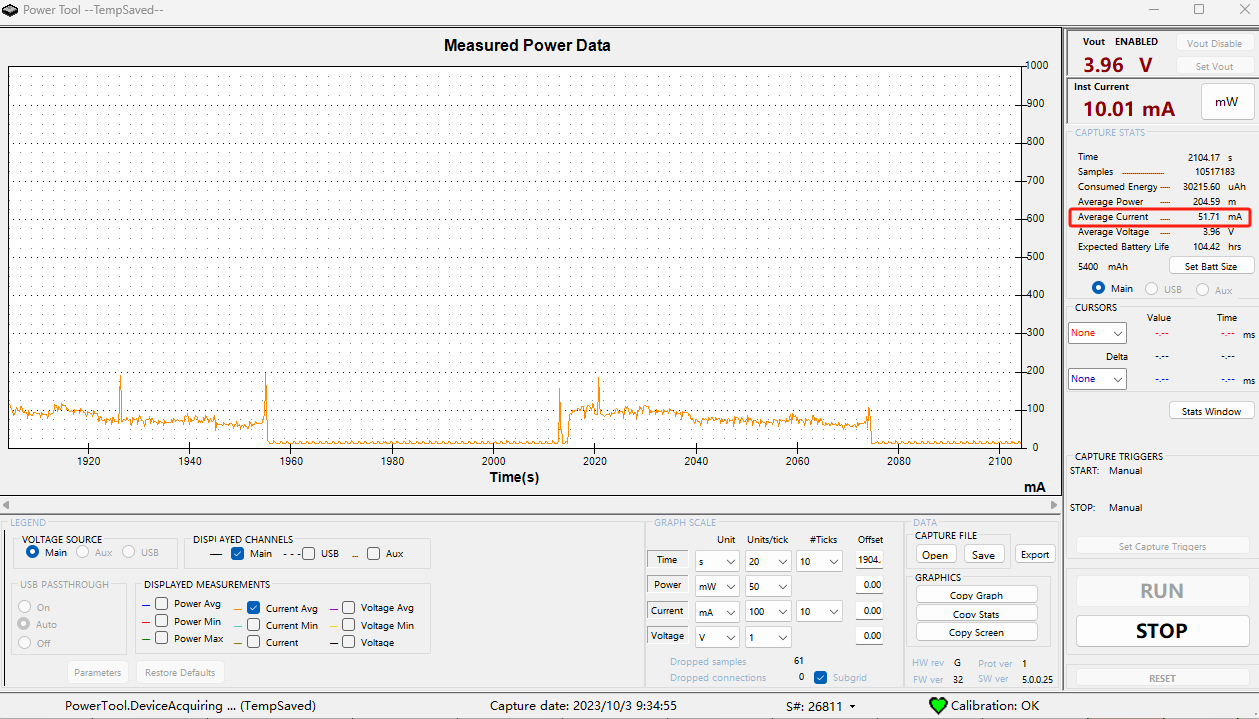 Power Tool --TempSaved--
Measured Power Data
1000
900
800
700
600
500
400
300
200
100
0
1920 1940 1960 1980 2000 2020 2040 2060 2080 2100
Time(s)
mA
Vout ENABLED
Vout Disable
3.96 V
Set Vout
Inst Current
10.01 mA
mW
CAPTURE STATS
Time 2104.17 s
Samples 10517183
Consumed Energy 30215.60 uAh
Average Power 204.59 m
Average Current 51.71 mA
Average Voltage 3.96 V
Expected Battery Life 104.42 hrs
5400 mAh Set Batt Size
Main USB Aux
CURSORS
Value Time
None -.-- -.-- ms
Delta -.-- -.--
None -.-- -.-- ms
Stats Window
CAPTURE TRIGGERS
START: Manual
STOP: Manual
Set Capture Triggers
RUN
STOP
RESET
LEGEND
VOLTAGE SOURCE
Main Aux USB
DISPLAYED CHANNELS
Main USB Aux
USB PASSTHROUGH
On
Auto
Off
DISPLAYED MEASUREMENTS
Power Avg Current Avg Voltage Avg
Power Min Current Min Voltage Min
Power Max Current Voltage
Parameters Restore Defaults
GRAPH SCALE
Unit Units/tick #Ticks Offset
Time s 20 10 1904.
Power mW 50 0.00
Current mA 100 10 0.00
Voltage V 1 0.00
Dropped samples 61
Dropped connections 0 Subgrid
DATA
CAPTURE FILE
Open Save Export
GRAPHICS
Copy Graph
Copy Stats
Copy Screen
HW rev G Prot ver 1
FW ver 32 SW ver 5.0.0.25
PowerTool.DeviceAcquiring ... (TempSaved) Capture date: 2023/10/3 9:34:55 S#: 26811 Calibration: OK